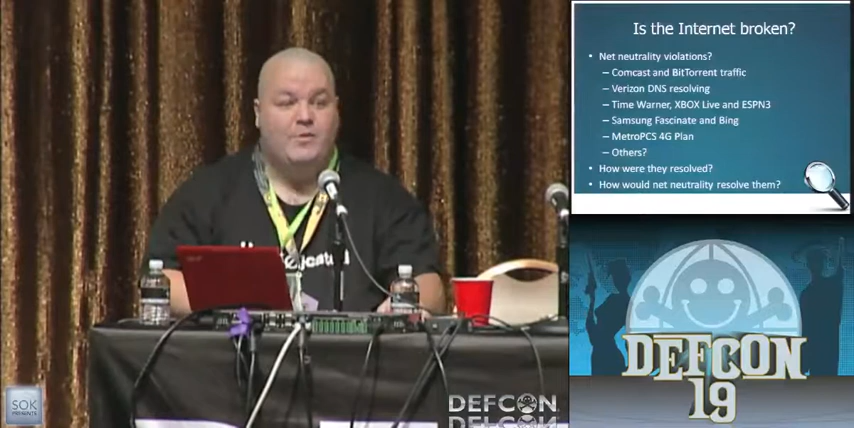 Is the Internet broken?
• Net neutrality violations?
– Comcast and BitTorrent traffic
– Verizon DNS resolving
– Time Warner, XBOX Live and ESPN3
– Samsung Fascinate and Bing
– MetroPCS 4G Plan
– Others?
• How were they resolved?
• How would net neutrality resolve them?
DEFCON
19
DEFCON
SOK